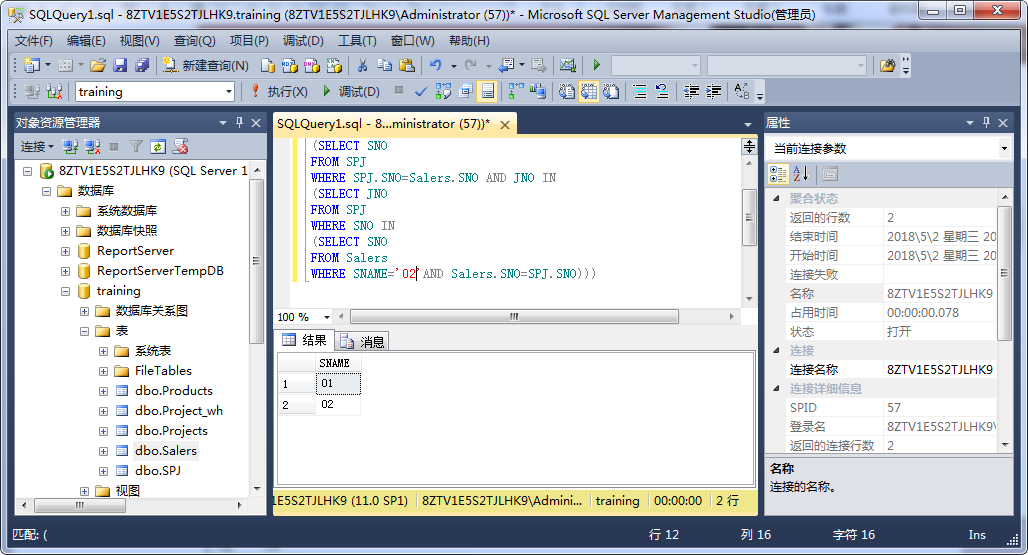 SQLQuery1.sql - 8ZTV1E5S2TJLHK9.training (8ZTV1E5S2TJLHK9\Administrator (57))* - Microsoft SQL Server Management Studio(管理员)
文件(F) 编辑(E) 视图(V) 查询(Q) 项目(P) 调试(D) 工具(T) 窗口(W) 帮助(H)
新建查询(N)
training 执行(X) 调试(D)
对象资源管理器
连接
8ZTV1E5S2TJLHK9 (SQL Server 1
数据库
系统数据库
数据库快照
ReportServer
ReportServerTempDB
training
数据库关系图
表
系统表
FileTables
dbo.Products
dbo.Project_wh
dbo.Projects
dbo.Salers
dbo.SPJ
视图
SQLQuery1.sql - 8...ministrator (57))*
(SELECT SNO
FROM SPJ
WHERE SPJ.SNO=Salers.SNO AND JNO IN
(SELECT JNO
FROM SPJ
WHERE SNO IN
(SELECT SNO
FROM Salers
WHERE SNAME='02'AND Salers.SNO=SPJ.SNO)))
100 %
结果 消息
SNAME
1 01
2 02
1E5S2TJLHK9 (11.0 SP1) 8ZTV1E5S2TJLHK9\Admini... training 00:00:00 2 行
属性
当前连接参数
聚合状态
返回的行数 2
结束时间 2018\5\2 星期三 20
开始时间 2018\5\2 星期三 20
连接失败
名称 8ZTV1E5S2TJLHK9
占用时间 00:00:00.078
状态 打开
连接
连接名称 8ZTV1E5S2TJLHK9
连接详细信息
SPID 57
登录名 8ZTV1E5S2TJLHK9\
返回的连接行数 2
名称
连接的名称。
匹配: ( 行 12 列 16 字符 16 Ins